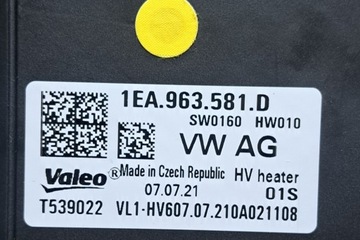 1EA.963.581.D
SW0160 HW010
VW AG
Valeo® Made in Czech Republic HV heater
07.07.21 01S
T539022 VL1-HV607.07.210A021108